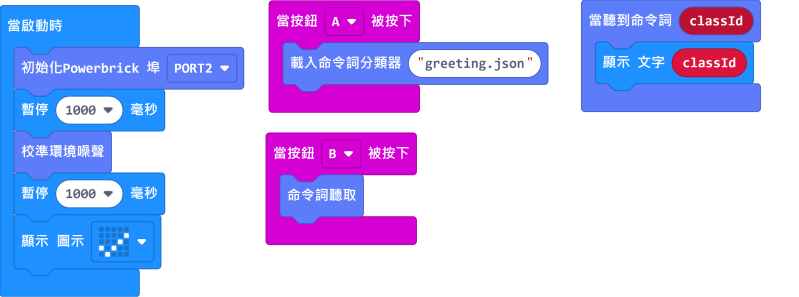 當啟動時
初始化Powerbrick 埠 PORT2
暫停 1000 毫秒
校準環境噪聲
暫停 1000 毫秒
顯示 圖示
當按鈕 A 被按下
載入命令詞分類器 "greeting.json"
當按鈕 B 被按下
命令詞聽取
當聽到命令詞 classId
顯示 文字 classId